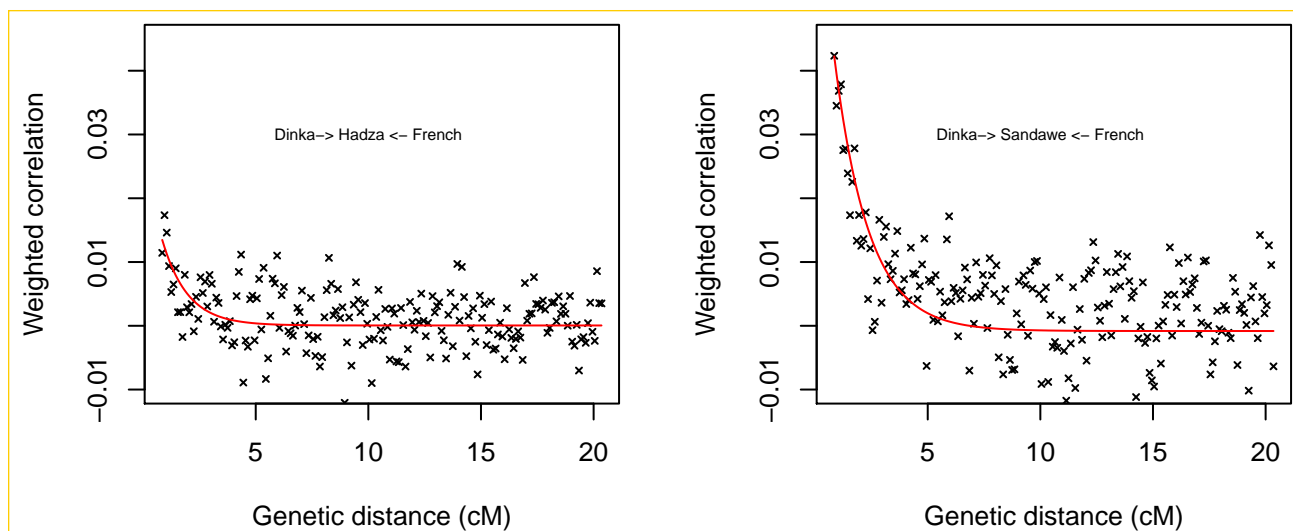 Weighted correlation
0.03
0.01
−0.01
Dinka−> Hadza <− French
5
10
15
20
Genetic distance (cM)
Weighted correlation
0.03
0.01
−0.01
Dinka−> Sandawe <− French
5
10
15
20
Genetic distance (cM)